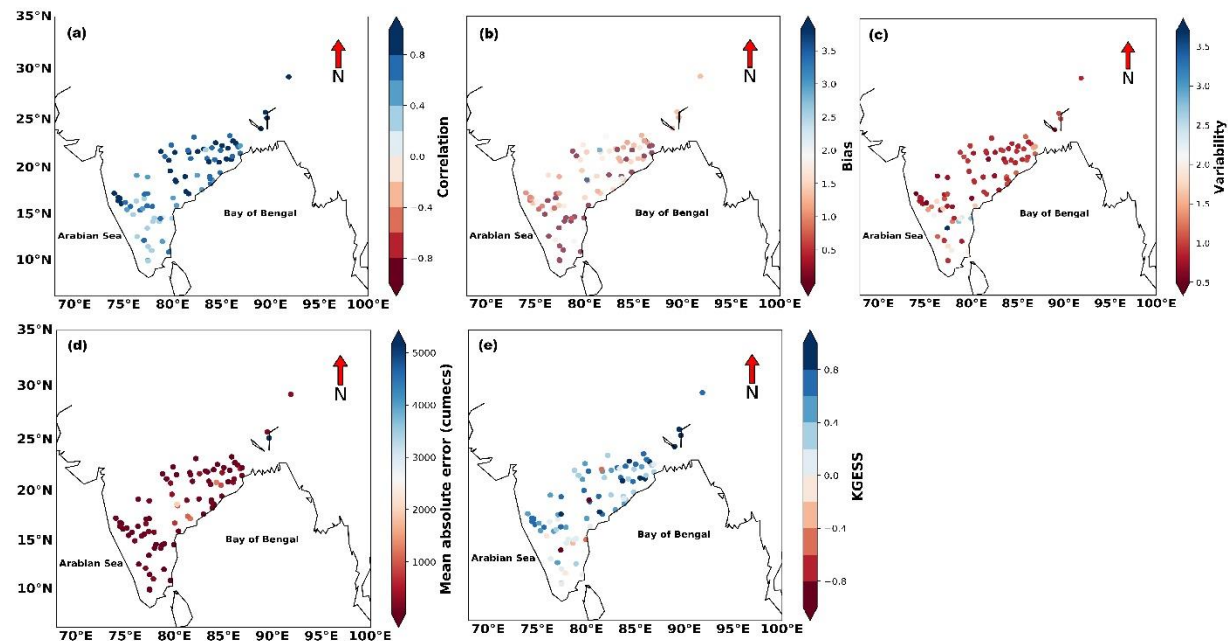 35°N
30°N
25°N
20°N
15°N
10°N
(a)
N
Arabian Sea
Bay of Bengal
70°E 75°E 80°E 85°E 90°E 95°E 100°E
0.8
0.4
0.0
−0.4
−0.8
Correlation
(b)
N
Arabian Sea
Bay of Bengal
70°E 75°E 80°E 85°E 90°E 95°E 100°E
3.5
3.0
2.5
2.0
1.5
1.0
0.5
Bias
(c)
N
Arabian Sea
Bay of Bengal
70°E 75°E 80°E 85°E 90°E 95°E 100°E
3.5
3.0
2.5
2.0
1.5
1.0
0.5
Variability
35°N
30°N
25°N
20°N
15°N
10°N
(d)
N
Arabian Sea
Bay of Bengal
70°E 75°E 80°E 85°E 90°E 95°E 100°E
5000
4000
3000
2000
1000
Mean absolute error (cumecs)
(e)
N
Arabian Sea
Bay of Bengal
70°E 75°E 80°E 85°E 90°E 95°E 100°E
0.8
0.4
0.0
−0.4
−0.8
KGESS